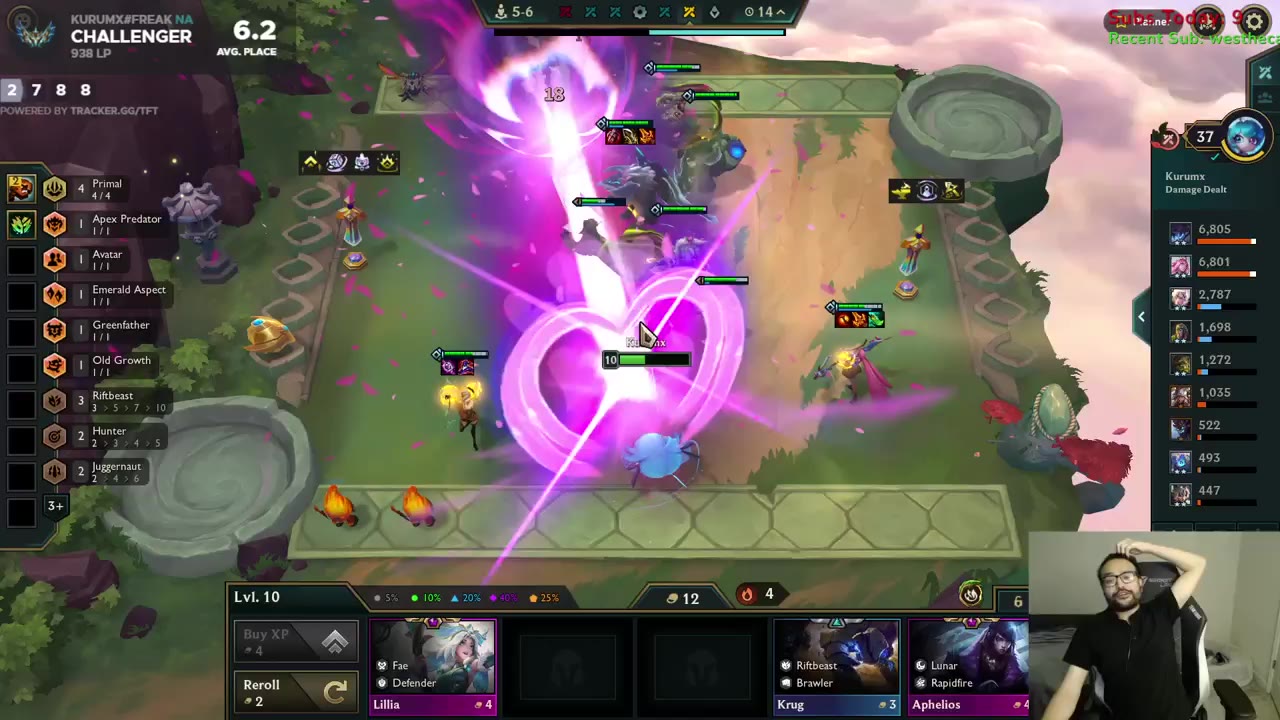 KURUMX#FREAK NA
CHALLENGER
938 LP
6.2
AVG. PLACE
2 7 8 8
POWERED BY TRACKER.GG/TFT
5-6
14
Subs Today: 9
Recent Sub:
18
37
Kurumx
Damage Dealt
6,805
6,801
2,787
1,698
1,272
1,035
522
493
447
4 Primal
4 / 4
1 Apex Predator
1 / 1
1 Avatar
1 / 1
1 Emerald Aspect
1 / 1
1 Greenfather
1 / 1
1 Old Growth
1 / 1
3 Riftbeast
3 > 5 > 7 > 10
2 Hunter
2 > 3 > 4 > 5
2 Juggernaut
2 > 4 > 6
3+
10
Lvl. 10
5% 10% 20% 40% 25%
12
4
6
Buy XP
4
Reroll
2
Fae
Defender
Lillia 4
Riftbeast
Brawler
Krug 3
Lunar
Rapidfire
Aphelios 4